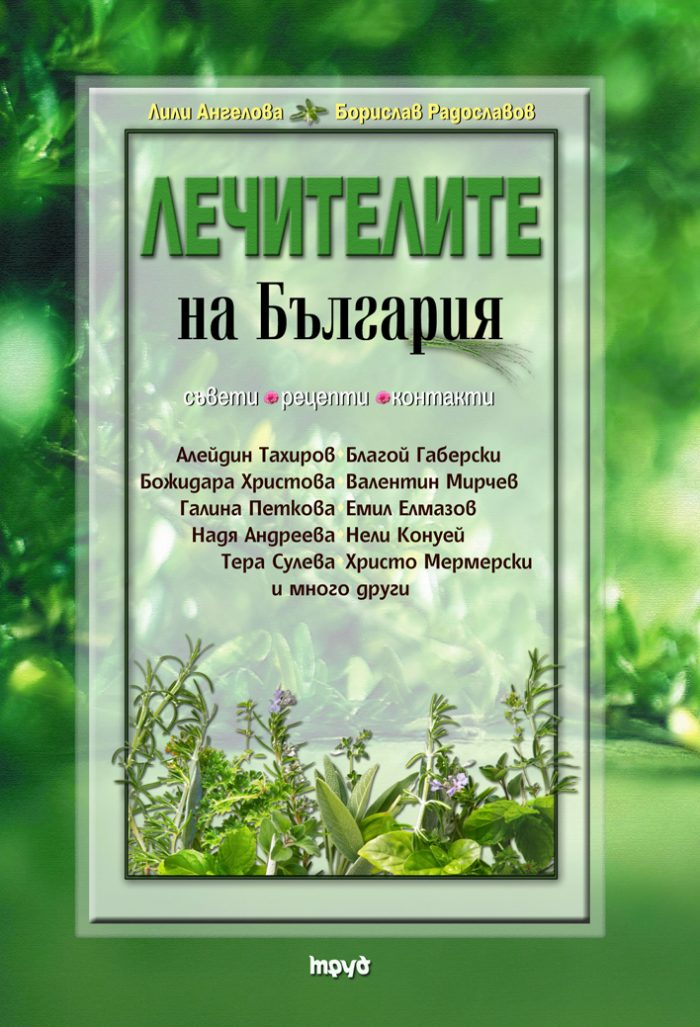 Лили Ангелова Борислав Радославов
ЛЕЧИТЕЛИТЕ
на България
съвети • рецепти • контакти
Алейдин Тахиров Благой Габерски
Божидара Христова Валентин Мирчев
Галина Петкова Емил Елмазов
Надя Андреева Нели Конуей
Тера Сулева Христо Мермерски
и много други
труд